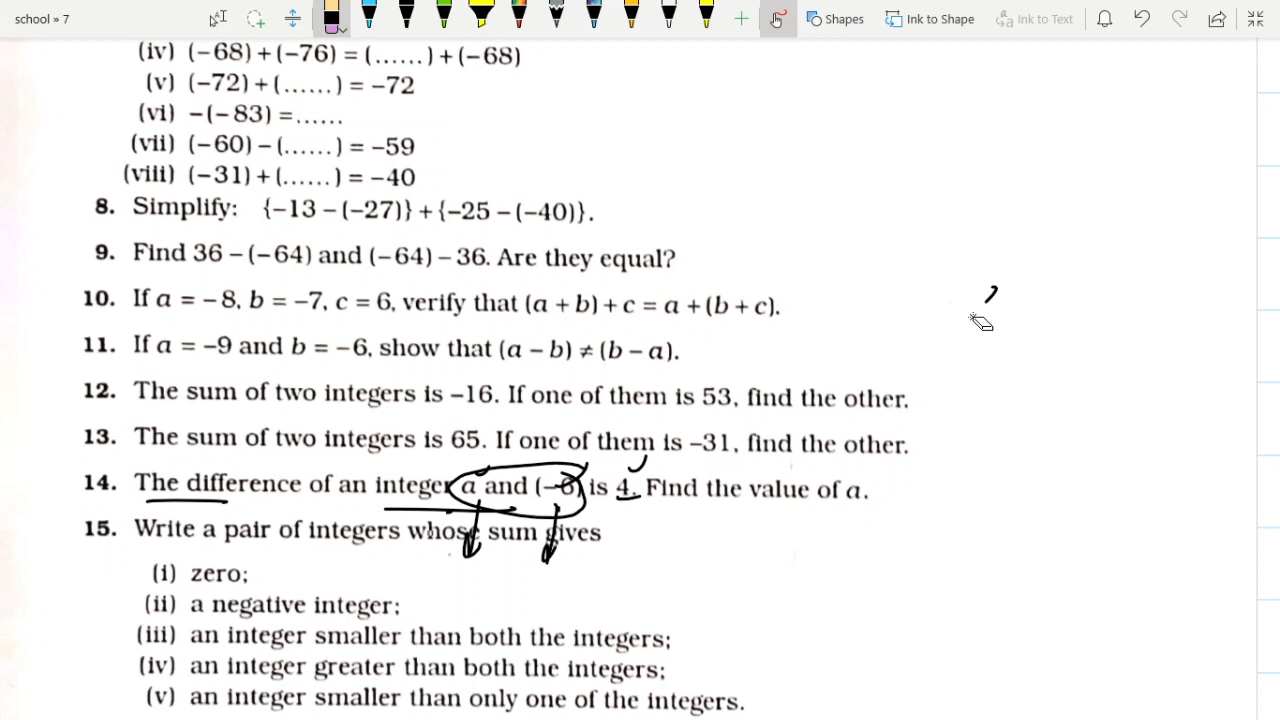 school » 7
Shapes
Ink to Shape
Ink to Text
(iv) (–68) + (–76) = (......) + (–68)
(v) (–72) + (......) = –72
(vi) –(–83) = ......
(vii) (–60) – (......) = –59
(viii) (–31) + (......) = –40
8. Simplify: {–13 – (–27)} + {–25 – (–40)}.
9. Find 36 – (–64) and (–64) – 36. Are they equal?
10. If a = –8, b = –7, c = 6, verify that (a + b) + c = a + (b + c).
11. If a = –9 and b = –6, show that (a – b) ≠ (b – a).
12. The sum of two integers is –16. If one of them is 53, find the other.
13. The sum of two integers is 65. If one of them is –31, find the other.
14. The difference of an integer a and (–6) is 4. Find the value of a.
15. Write a pair of integers whose sum gives
(i) zero;
(ii) a negative integer;
(iii) an integer smaller than both the integers;
(iv) an integer greater than both the integers;
(v) an integer smaller than only one of the integers.